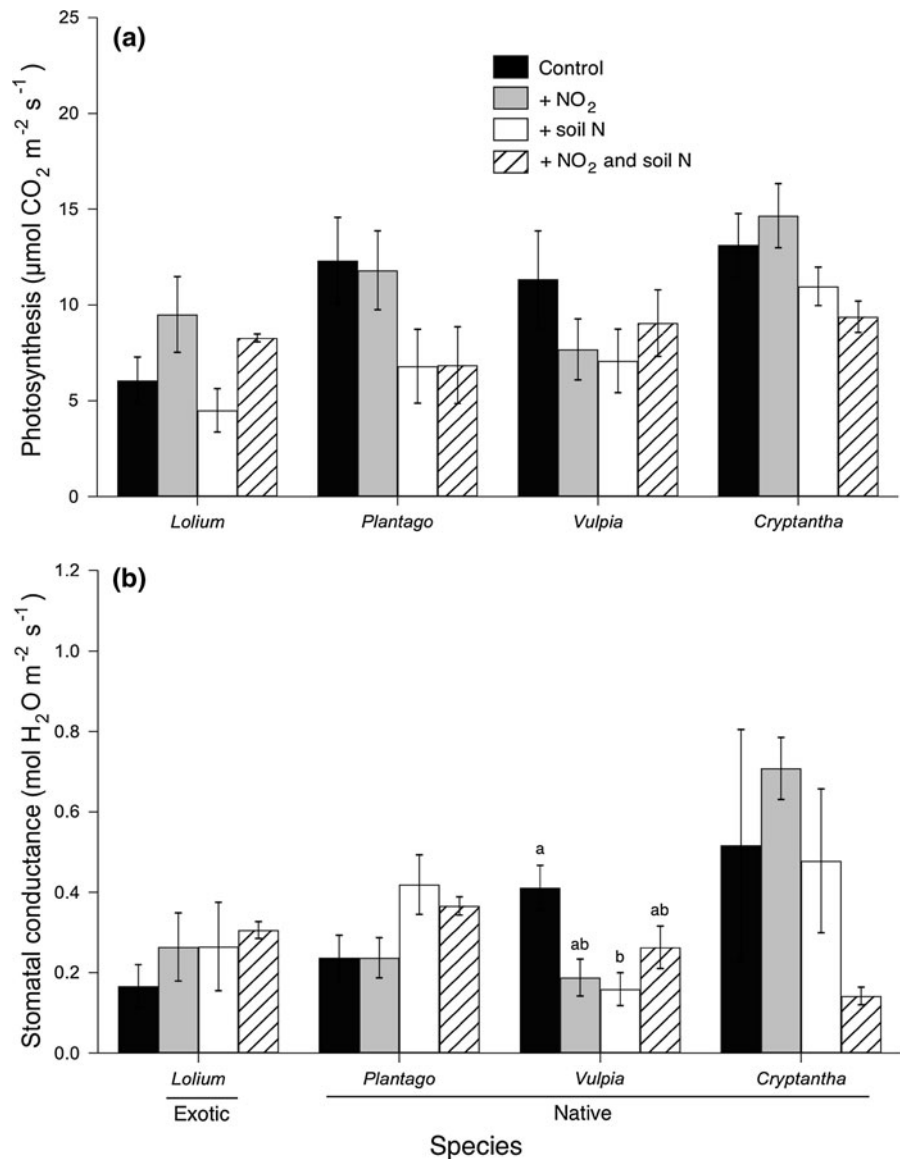 (a)
Photosynthesis (µmol CO₂ m⁻² s⁻¹)
25
20
15
10
5
0
Control
+ NO₂
+ soil N
+ NO₂ and soil N
Lolium Plantago Vulpia Cryptantha
(b)
Stomatal conductance (mol H₂O m⁻² s⁻¹)
1.2
1.0
0.8
0.6
0.4
0.2
0.0
a
ab
b
ab
Lolium Plantago Vulpia Cryptantha
Exotic Native
Species